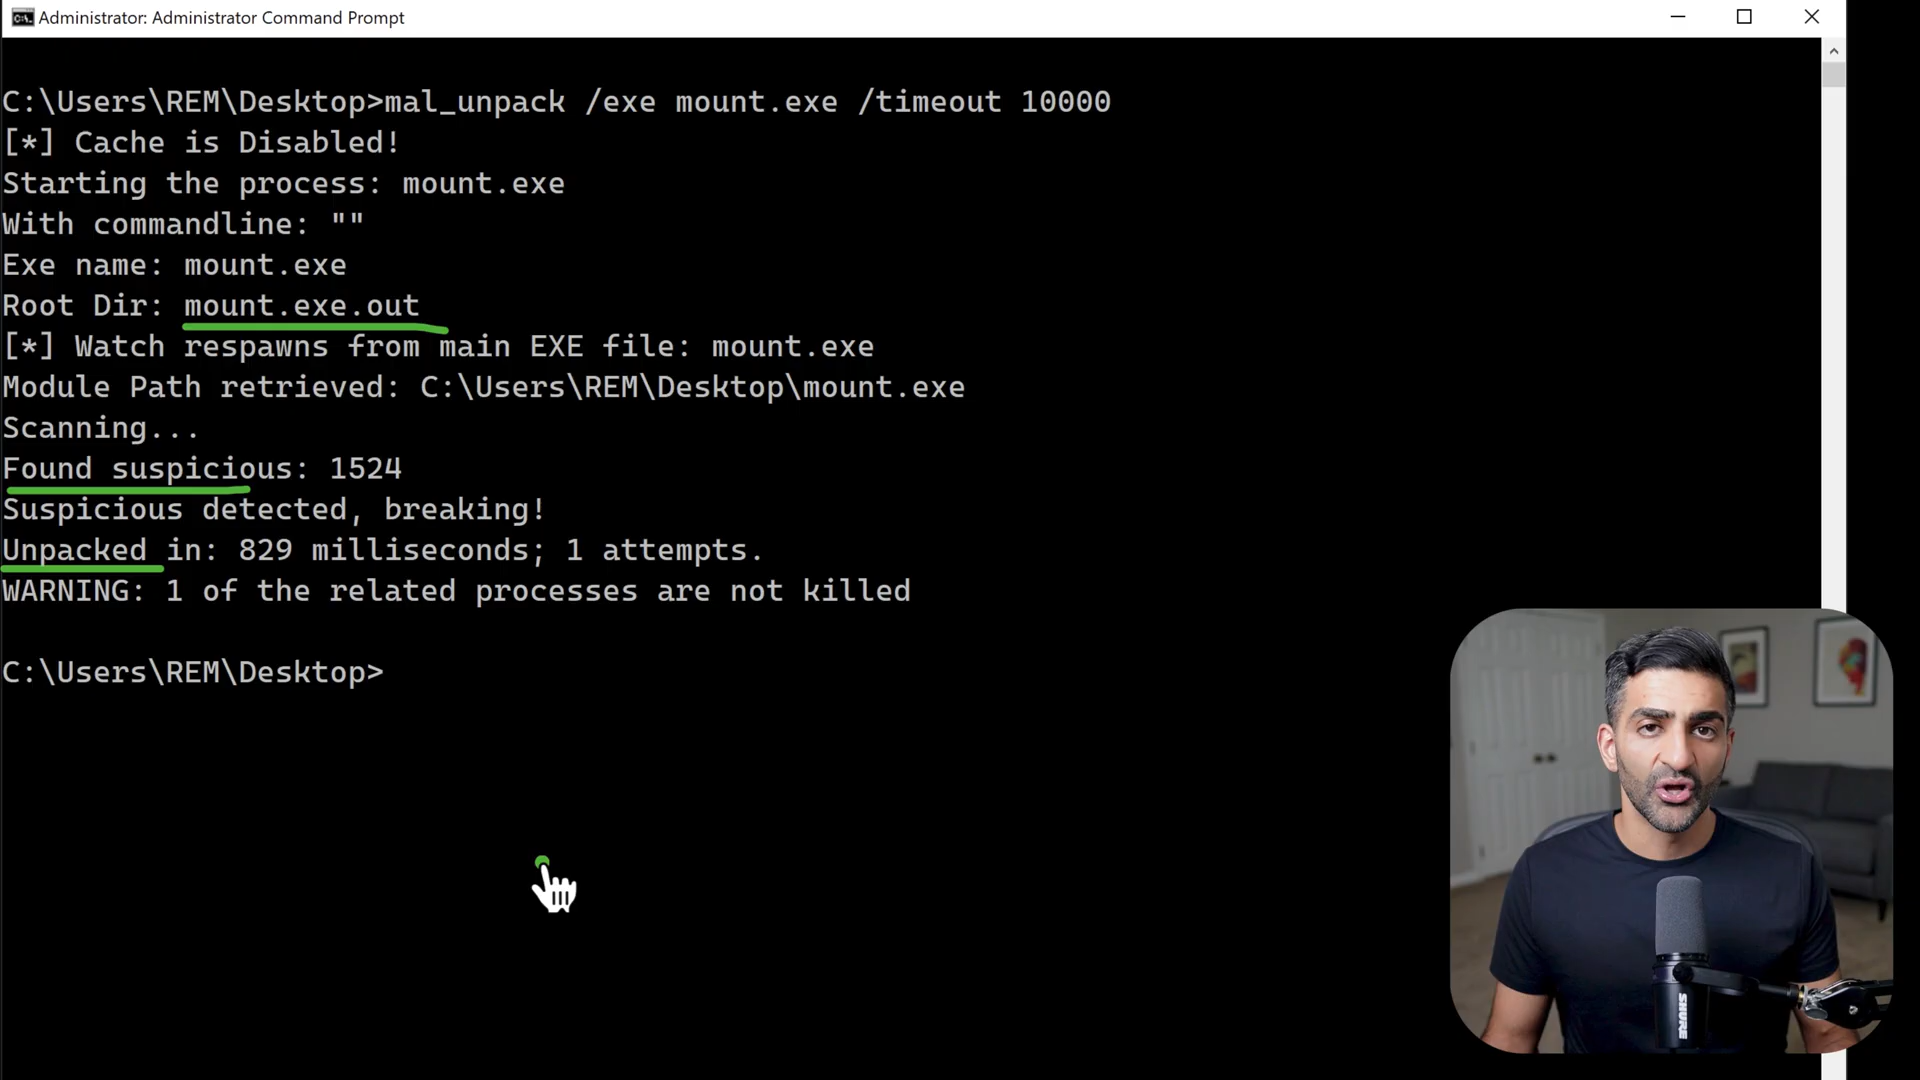 Administrator: Administrator Command Prompt
C:\Users\REM\Desktop>mal_unpack /exe mount.exe /timeout 10000
[*] Cache is Disabled!
Starting the process: mount.exe
With commandline: ""
Exe name: mount.exe
Root Dir: mount.exe.out
[*] Watch respawns from main EXE file: mount.exe
Module Path retrieved: C:\Users\REM\Desktop\mount.exe
Scanning...
Found suspicious: 1524
Suspicious detected, breaking!
Unpacked in: 829 milliseconds; 1 attempts.
WARNING: 1 of the related processes are not killed
C:\Users\REM\Desktop>
SHURE